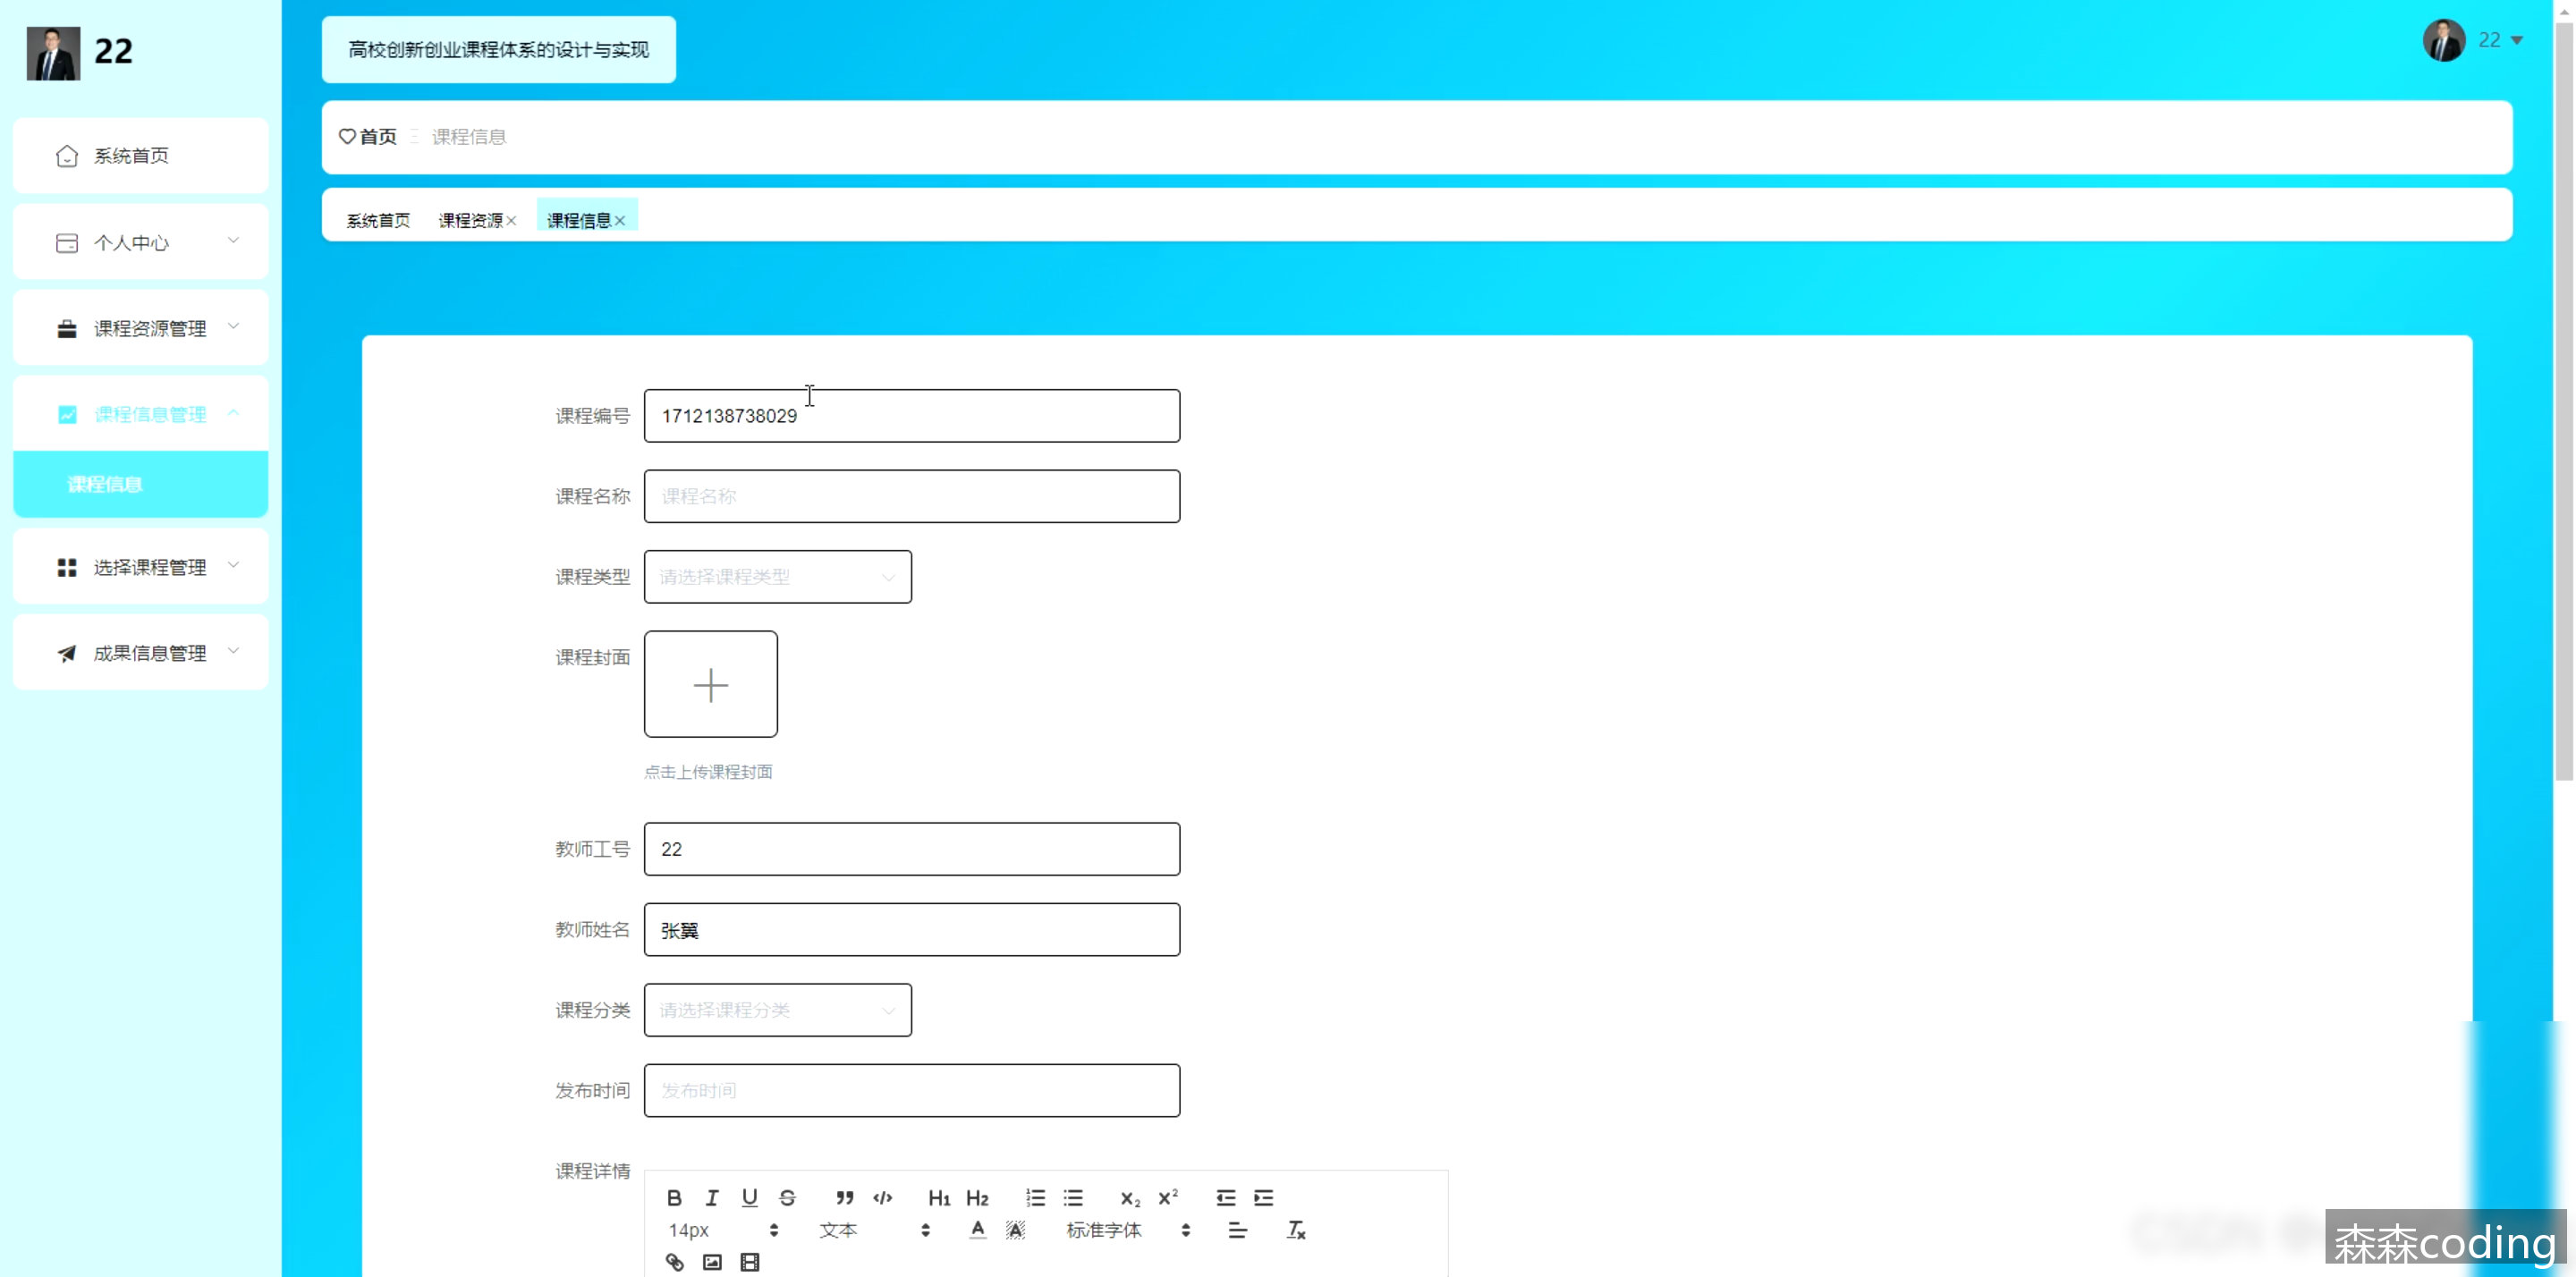 22
高校创新创业课程体系的设计与实现
22
首页 课程信息
系统首页 课程资源 课程信息
系统首页
个人中心
课程资源管理
课程信息管理
课程信息
选择课程管理
成果信息管理
课程编号 1712138738029
课程名称 课程名称
课程类型 请选择课程类型
课程封面
点击上传课程封面
教师工号 22
教师姓名 张翼
课程分类 请选择课程分类
发布时间 发布时间
课程详情
B I U S H1 H2 X2 X2
14px 文本 A A 标准字体 Tx
森森coding